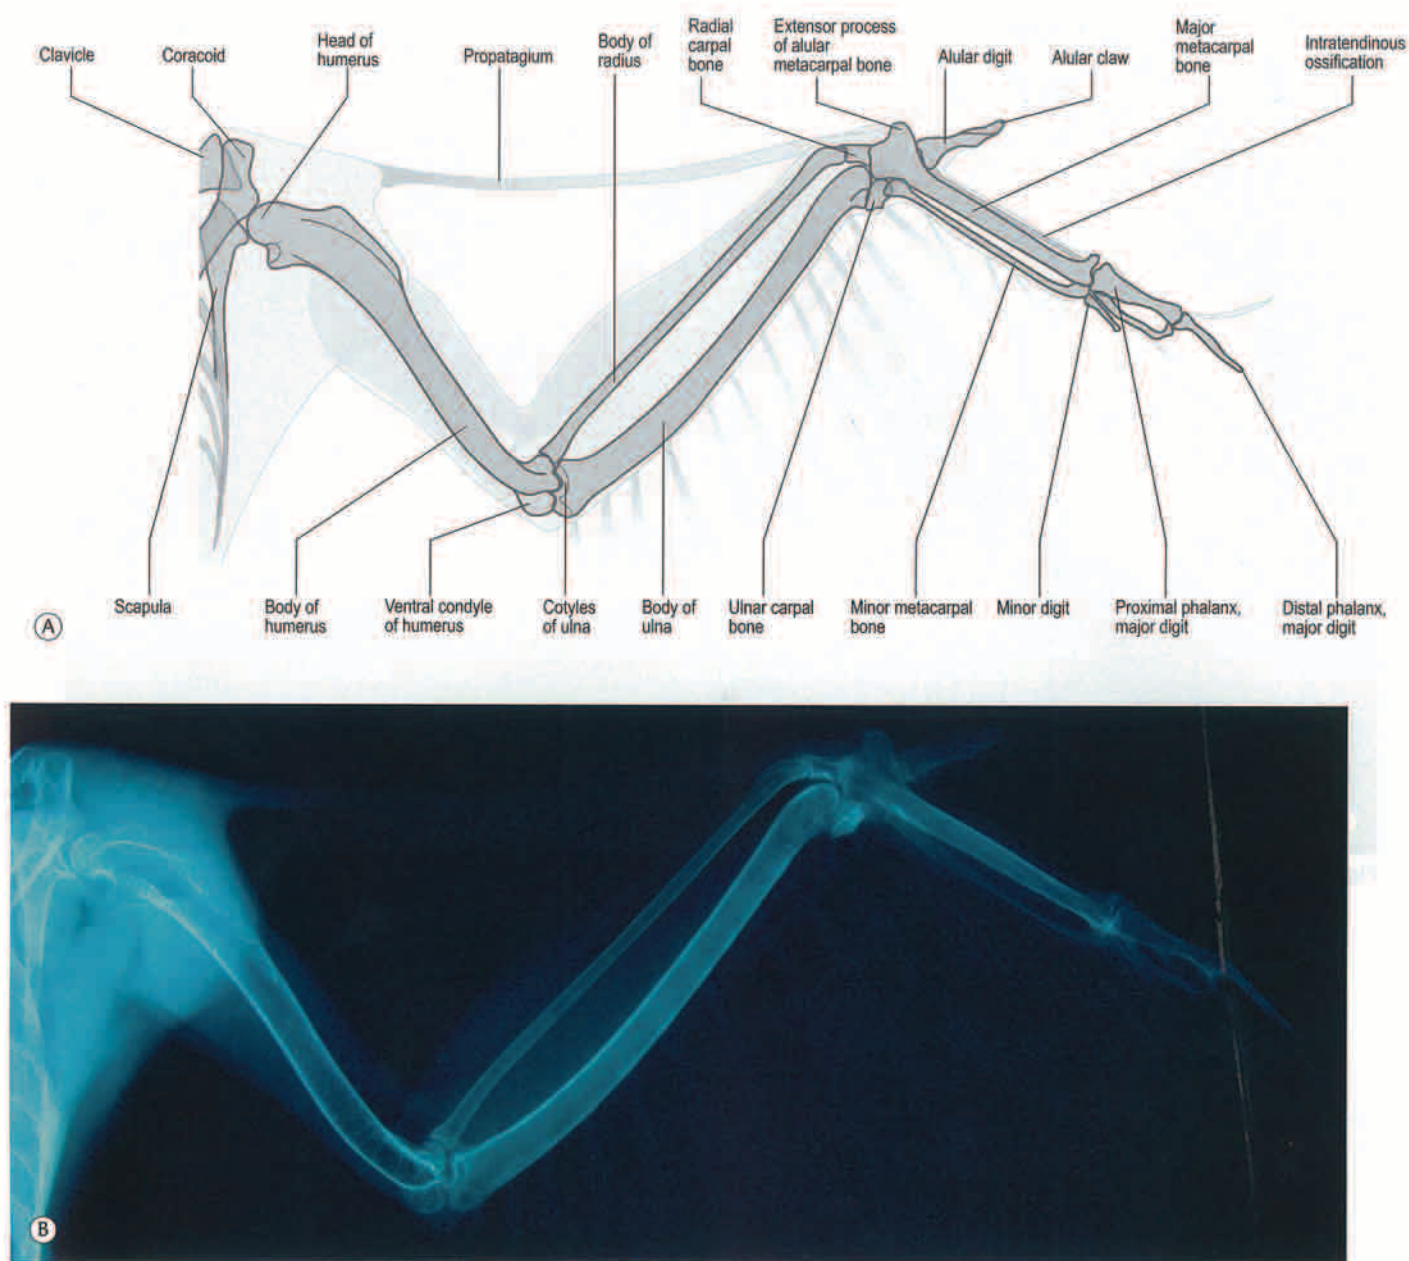 Clavicle
Coracoid
Head of
humerus
Propatagium
Body of
radius
Radial
carpal
bone
Extensor process
of alular
metacarpal bone
Alular digit
Alular claw
Major
metacarpal
bone
Intratendinous
ossification
Scapula
Body of
humerus
Ventral condyle
of humerus
Cotyles
of ulna
Body of
ulna
Ulnar carpal
bone
Minor metacarpal
bone
Minor digit
Proximal phalanx,
major digit
Distal phalanx,
major digit
A
B